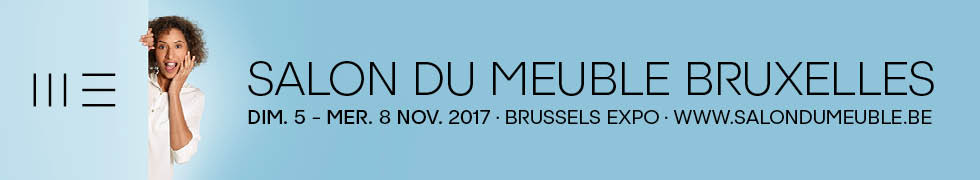 SALON DU MEUBLE BRUXELLES
DIM. 5 - MER. 8 NOV. 2017 · BRUSSELS EXPO · WWW.SALONDUMEUBLE.BE